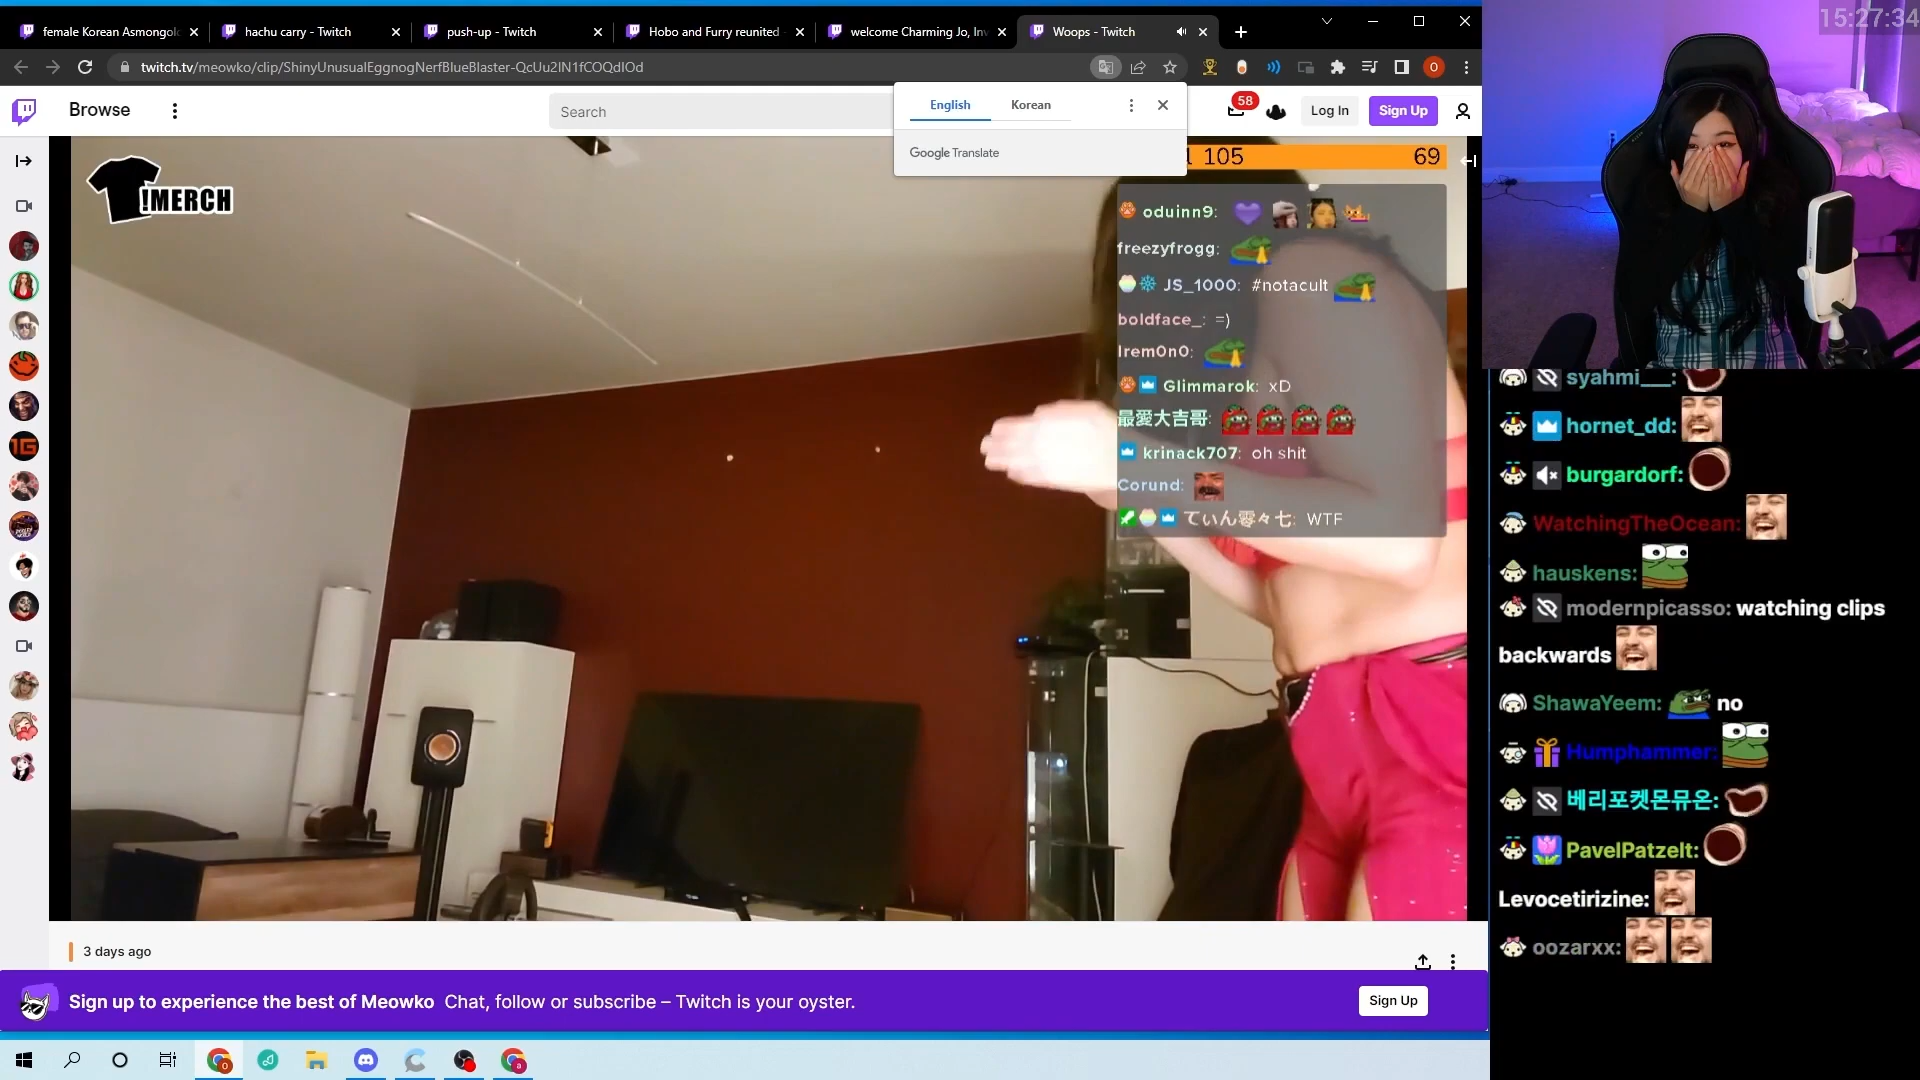 female Korean Asmongol
hachu carry - Twitch
push-up - Twitch
Hobo and Furry reunited
welcome Charming Jo, Inv
Woops - Twitch
15:27:34
twitch.tv/meowko/clip/ShinyUnusualEggnogNerfBlueBlaster-QcUu2lN1fCOQdIOd
Browse
Search
English
Korean
Google Translate
58
Log In
Sign Up
!MERCH
105
69
oduinn9:
freezyfrogg:
JS_1000: #notacult
boldface_: =)
lrem0n0:
Glimmarok: xD
最愛大吉哥:
krinack707: oh shit
Corund:
てぃん零々七: WTF
syahmi___:
hornet_dd:
burgardorf:
WatchingTheOcean:
hauskens:
modernpicasso: watching clips
backwards
ShawaYeem: no
Humphammer:
베리포켓몬뮤온:
PavelPatzelt:
Levocetirizine:
oozarxx:
3 days ago
Sign up to experience the best of Meowko Chat, follow or subscribe – Twitch is your oyster.
Sign Up